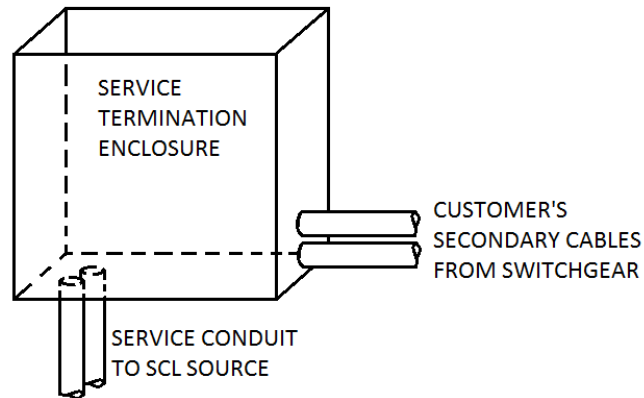 SERVICE
TERMINATION
ENCLOSURE
CUSTOMER'S
SECONDARY CABLES
FROM SWITCHGEAR
SERVICE CONDUIT
TO SCL SOURCE